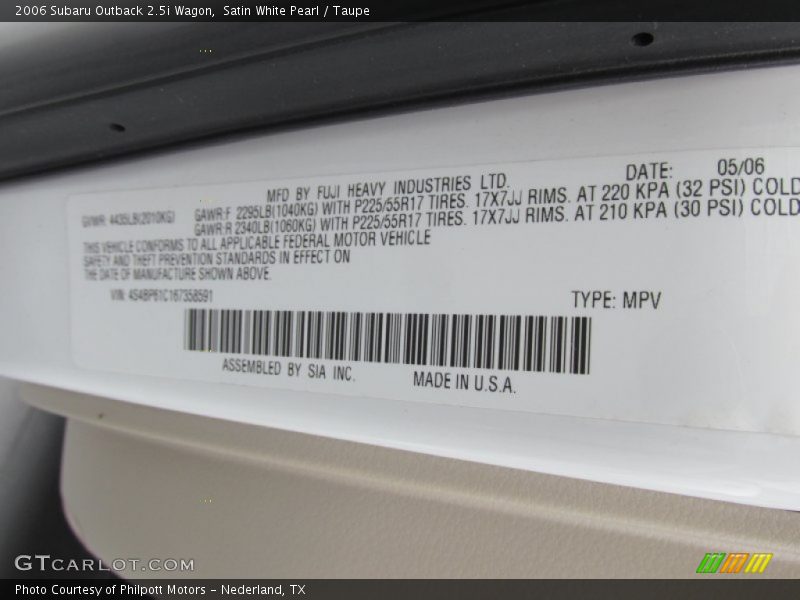 2006 Subaru Outback 2.5i Wagon, Satin White Pearl / Taupe
MFD BY FUJI HEAVY INDUSTRIES LTD. DATE: 05/06
GVWR: 4435LB(2010KG) GAWR:F 2295LB(1040KG) WITH P225/55R17 TIRES. 17X7JJ RIMS. AT 220 KPA (32 PSI) COLD
GAWR:R 2340LB(1060KG) WITH P225/55R17 TIRES. 17X7JJ RIMS. AT 210 KPA (30 PSI) COLD
THIS VEHICLE CONFORMS TO ALL APPLICABLE FEDERAL MOTOR VEHICLE
SAFETY AND THEFT PREVENTION STANDARDS IN EFFECT ON
THE DATE OF MANUFACTURE SHOWN ABOVE.
VIN: 4S4BP61C167358591 TYPE: MPV
ASSEMBLED BY SIA INC. MADE IN U.S.A.
GTCARLOT.COM
Photo Courtesy of Philpott Motors - Nederland, TX